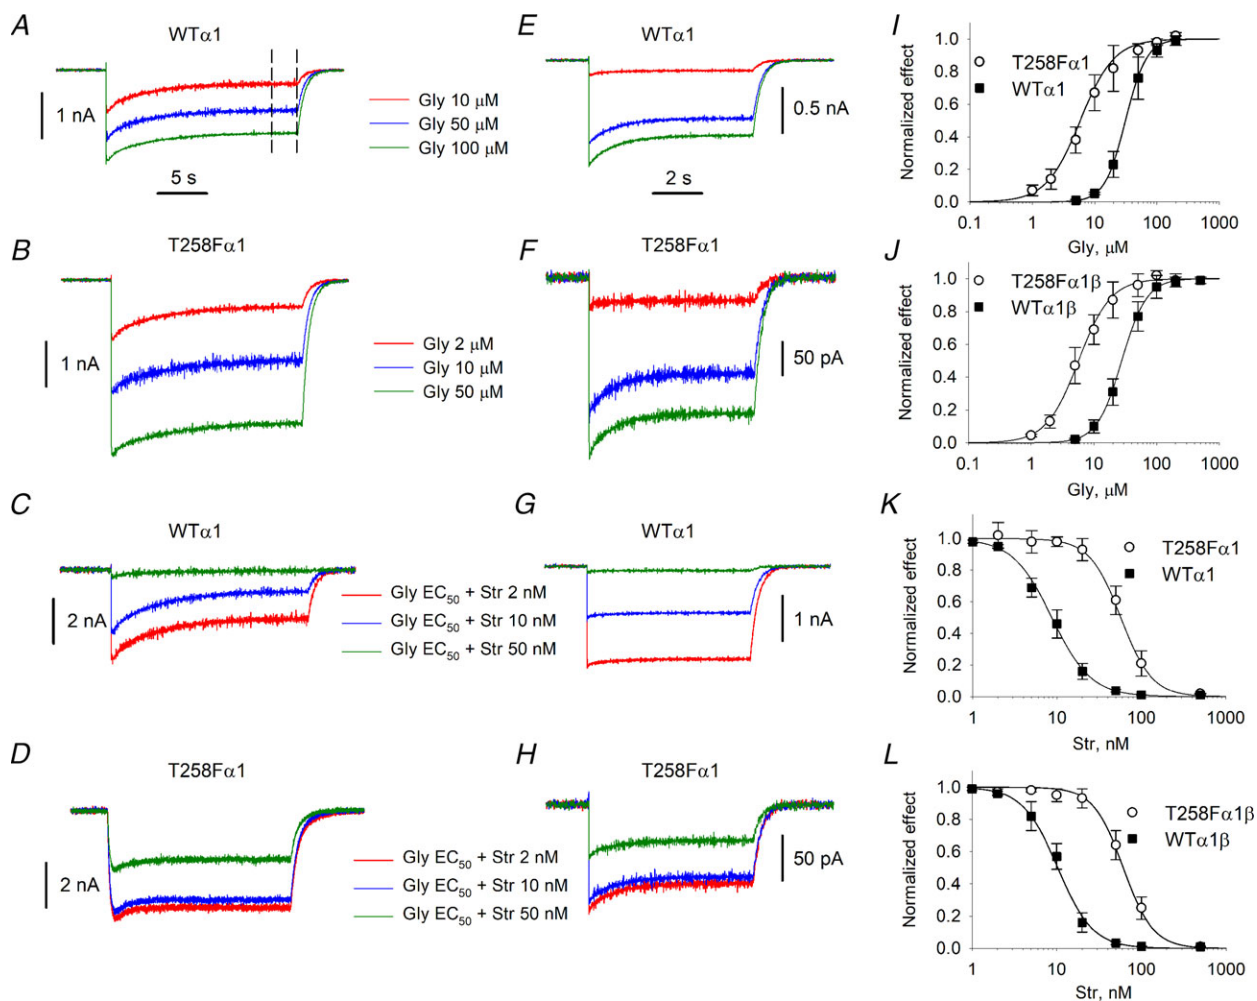 A
WTα1
1 nA
Gly 10 μM
Gly 50 μM
Gly 100 μM
5 s
E
WTα1
0.5 nA
2 s
I
T258Fα1
WTα1
Normalized effect
1.0
0.8
0.6
0.4
0.2
0.0
0.1 1 10 100 1000
Gly, μM
B
T258Fα1
1 nA
Gly 2 μM
Gly 10 μM
Gly 50 μM
F
T258Fα1
50 pA
J
T258Fα1β
WTα1β
Normalized effect
1.0
0.8
0.6
0.4
0.2
0.0
0.1 1 10 100 1000
Gly, μM
C
WTα1
2 nA
Gly EC50 + Str 2 nM
Gly EC50 + Str 10 nM
Gly EC50 + Str 50 nM
G
WTα1
1 nA
K
T258Fα1
WTα1
Normalized effect
1.0
0.8
0.6
0.4
0.2
0.0
1 10 100 1000
Str, nM
D
T258Fα1
2 nA
Gly EC50 + Str 2 nM
Gly EC50 + Str 10 nM
Gly EC50 + Str 50 nM
H
T258Fα1
50 pA
L
T258Fα1β
WTα1β
Normalized effect
1.0
0.8
0.6
0.4
0.2
0.0
1 10 100 1000
Str, nM